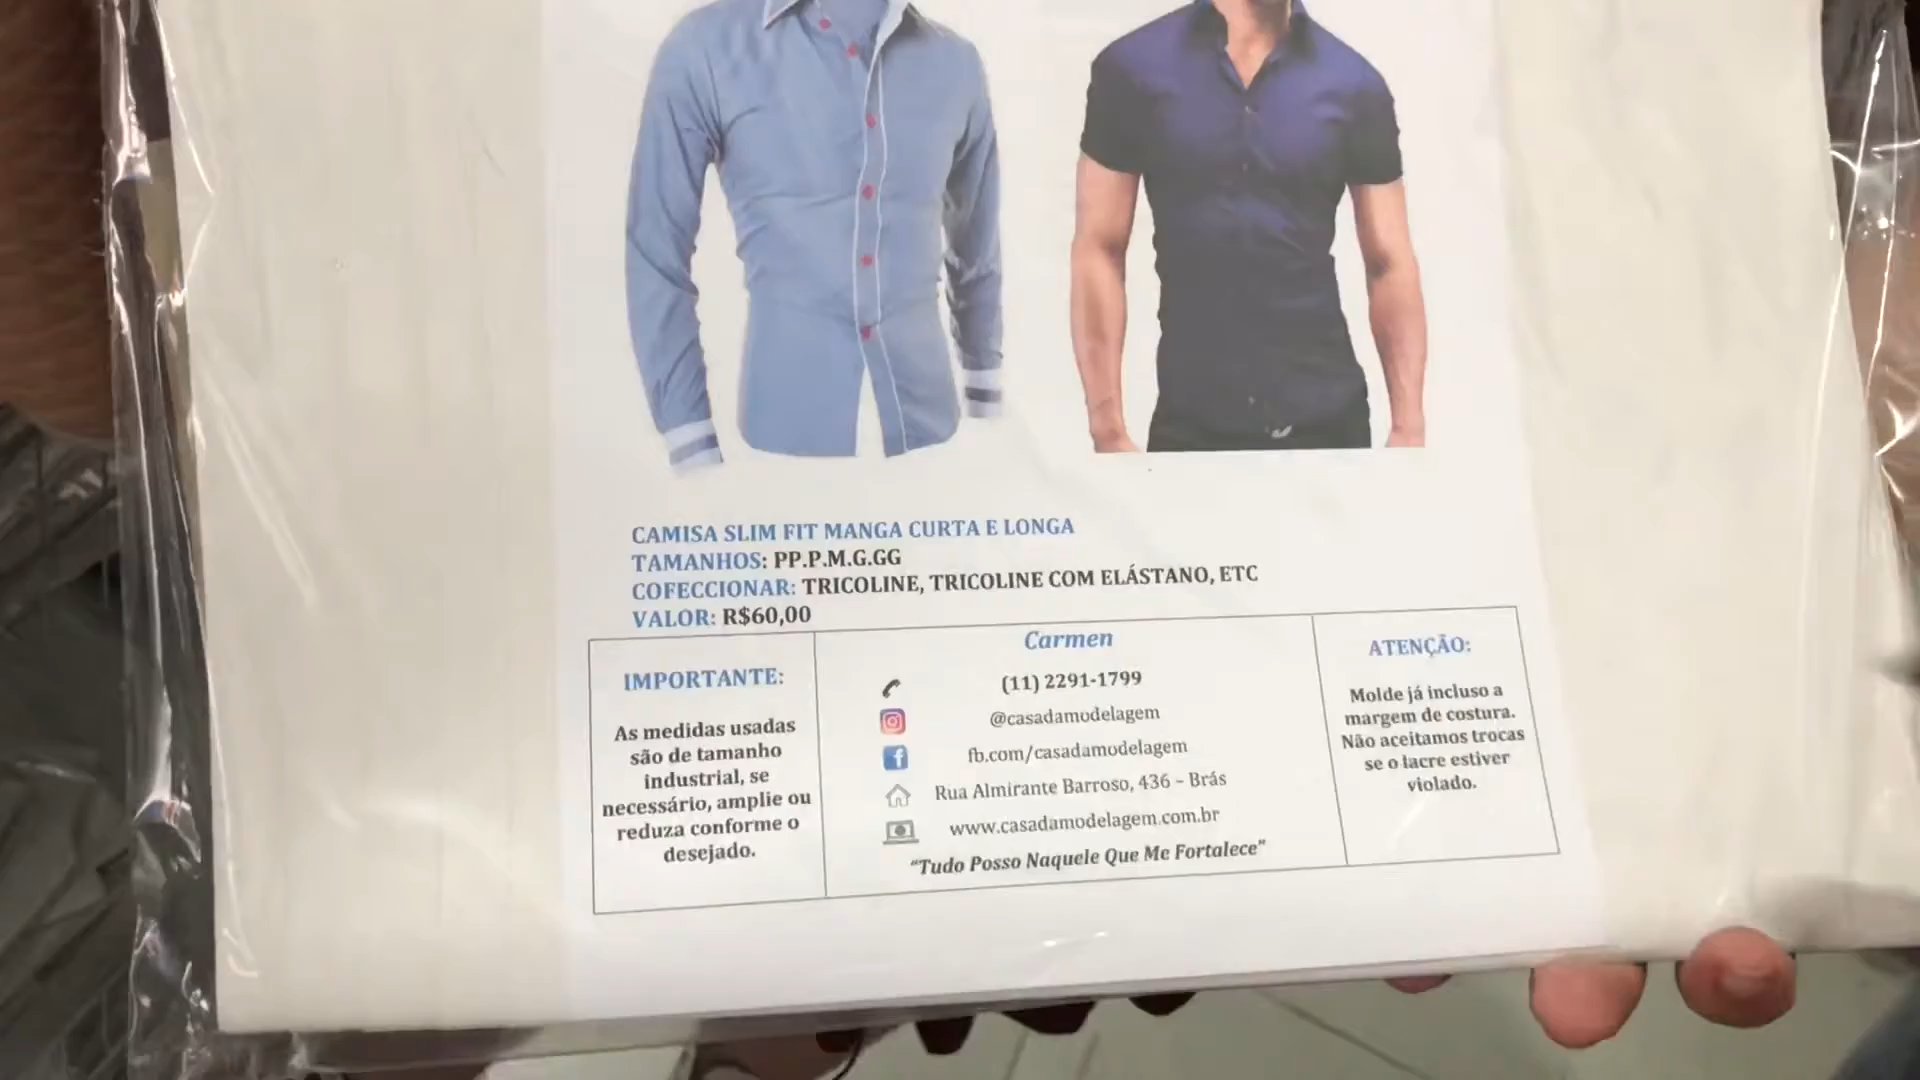 CAMISA SLIM FIT MANGA CURTA E LONGA
TAMANHOS: PP.P.M.G.GG
COFECCIONAR: TRICOLINE, TRICOLINE COM ELÁSTANO, ETC
VALOR: R$60,00
IMPORTANTE:
As medidas usadas
são de tamanho
industrial, se
necessário, amplie ou
reduza conforme o
desejado.
Carmen
(11) 2291-1799
@casadamodelagem
fb.com/casadamodelagem
Rua Almirante Barroso, 436 - Brás
www.casadamodelagem.com.br
"Tudo Posso Naquele Que Me Fortalece"
ATENÇÃO:
Molde já incluso a
margem de costura.
Não aceitamos trocas
se o lacre estiver
violado.